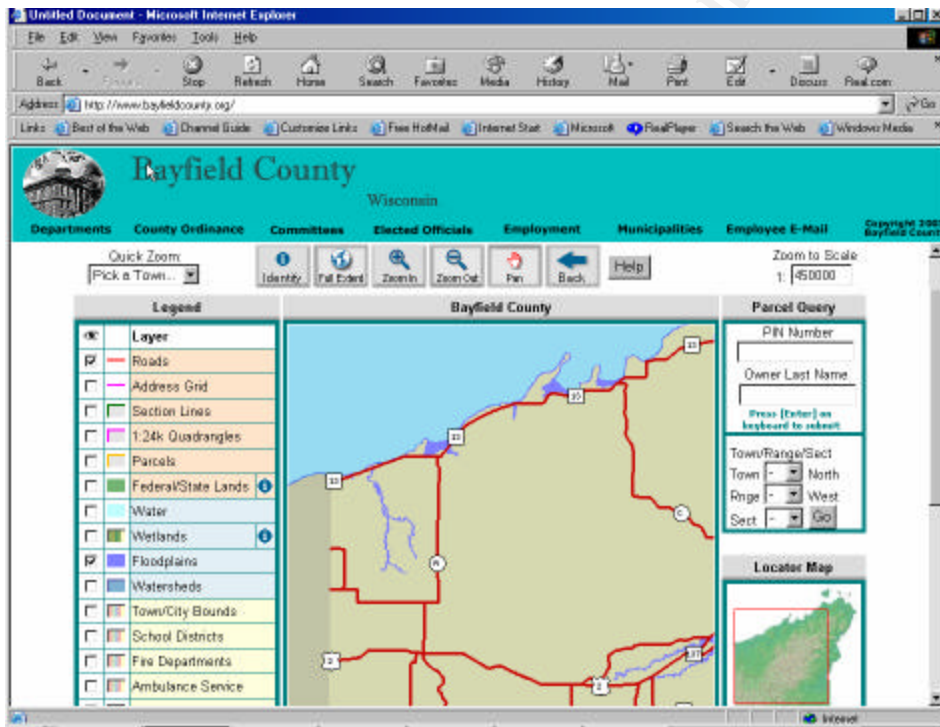 Untitled Document - Microsoft Internet Explorer
File Edit View Favorites Tools Help
Back Stop Refresh Home Search Favorites Media History Mail Print Edit Discuss Real.com
Address http://www.bayfieldcounty.org/ Go
Links Best of the Web Channel Guide Customize Links Free HotMail Internet Start Microsoft RealPlayer Search the Web Windows Media
Bayfield County
Wisconsin
Departments County Ordinance Committees Elected Officials Employment Municipalities Employee E-Mail
Quick Zoom:
Pick a Town...
Identify Full Extent Zoom In Zoom Out Pan Back Help
Zoom to Scale
1: 450000
Legend
Layer
Roads
Address Grid
Section Lines
1:24k Quadrangles
Parcels
Federal/State Lands
Water
Wetlands
Floodplains
Watersheds
Town/City Bounds
School Districts
Fire Departments
Ambulance Service
Bayfield County
13
13
C
2
2
Parcel Query
PIN Number
Owner Last Name
Press [Enter] on
keyboard to submit
Town/Range/Sect
Town - North
Rnge - West
Sect - Go
Locator Map
Internet